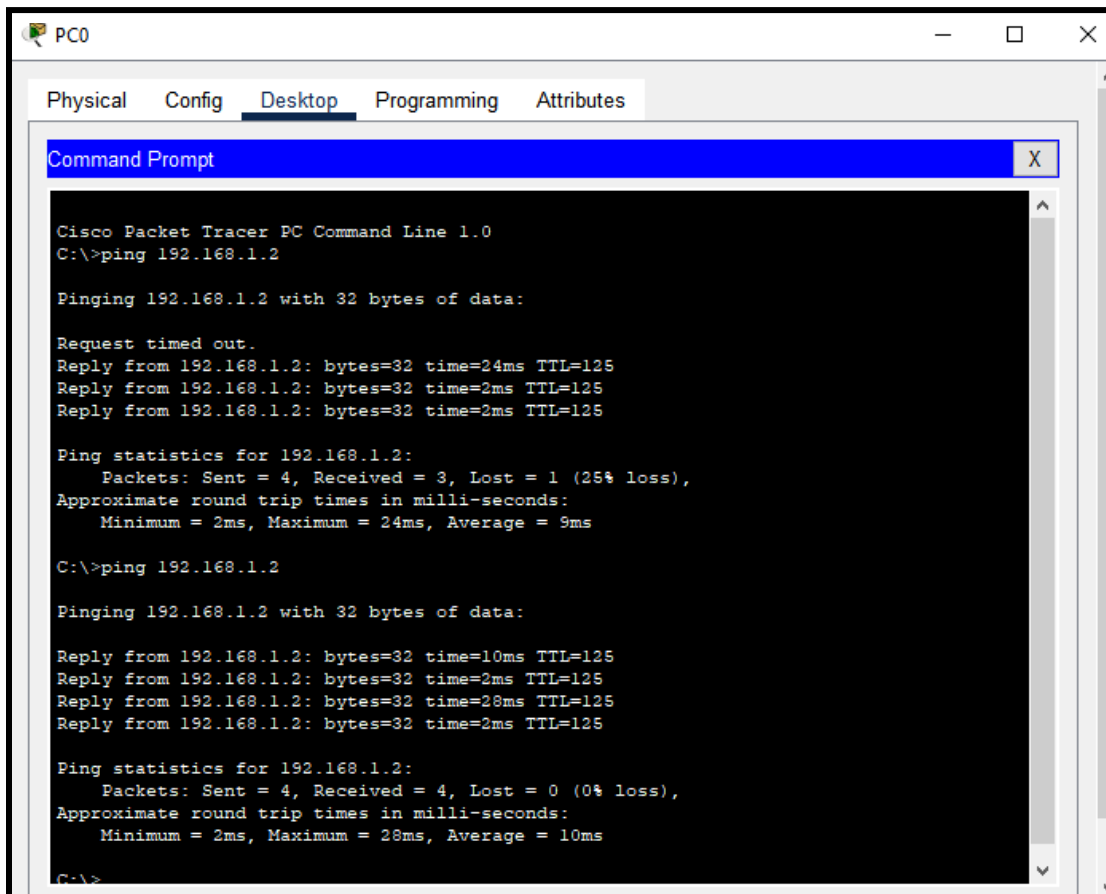 PC0
Physical Config Desktop Programming Attributes
Command Prompt X
Cisco Packet Tracer PC Command Line 1.0
C:\>ping 192.168.1.2
Pinging 192.168.1.2 with 32 bytes of data:
Request timed out.
Reply from 192.168.1.2: bytes=32 time=24ms TTL=125
Reply from 192.168.1.2: bytes=32 time=2ms TTL=125
Reply from 192.168.1.2: bytes=32 time=2ms TTL=125
Ping statistics for 192.168.1.2:
Packets: Sent = 4, Received = 3, Lost = 1 (25% loss),
Approximate round trip times in milli-seconds:
Minimum = 2ms, Maximum = 24ms, Average = 9ms
C:\>ping 192.168.1.2
Pinging 192.168.1.2 with 32 bytes of data:
Reply from 192.168.1.2: bytes=32 time=10ms TTL=125
Reply from 192.168.1.2: bytes=32 time=2ms TTL=125
Reply from 192.168.1.2: bytes=32 time=28ms TTL=125
Reply from 192.168.1.2: bytes=32 time=2ms TTL=125
Ping statistics for 192.168.1.2:
Packets: Sent = 4, Received = 4, Lost = 0 (0% loss),
Approximate round trip times in milli-seconds:
Minimum = 2ms, Maximum = 28ms, Average = 10ms
C:\>